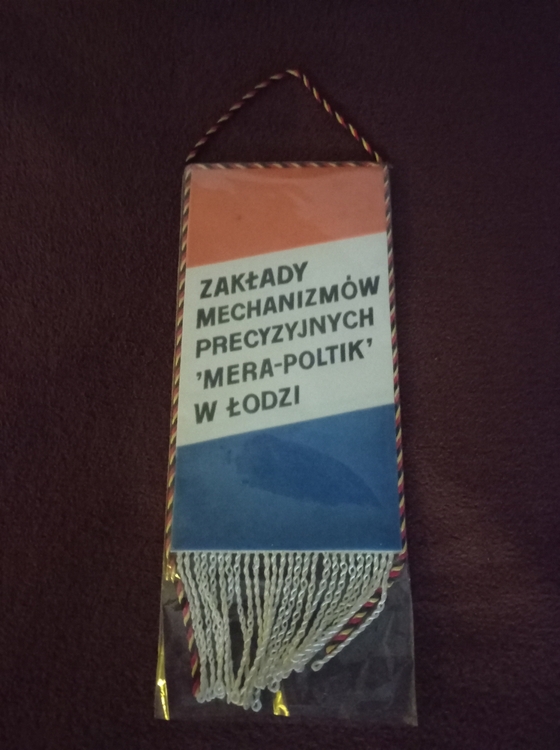 ZAKŁADY
MECHANIZMÓW
PRECYZYJNYCH
'MERA-POLTIK'
W ŁODZI